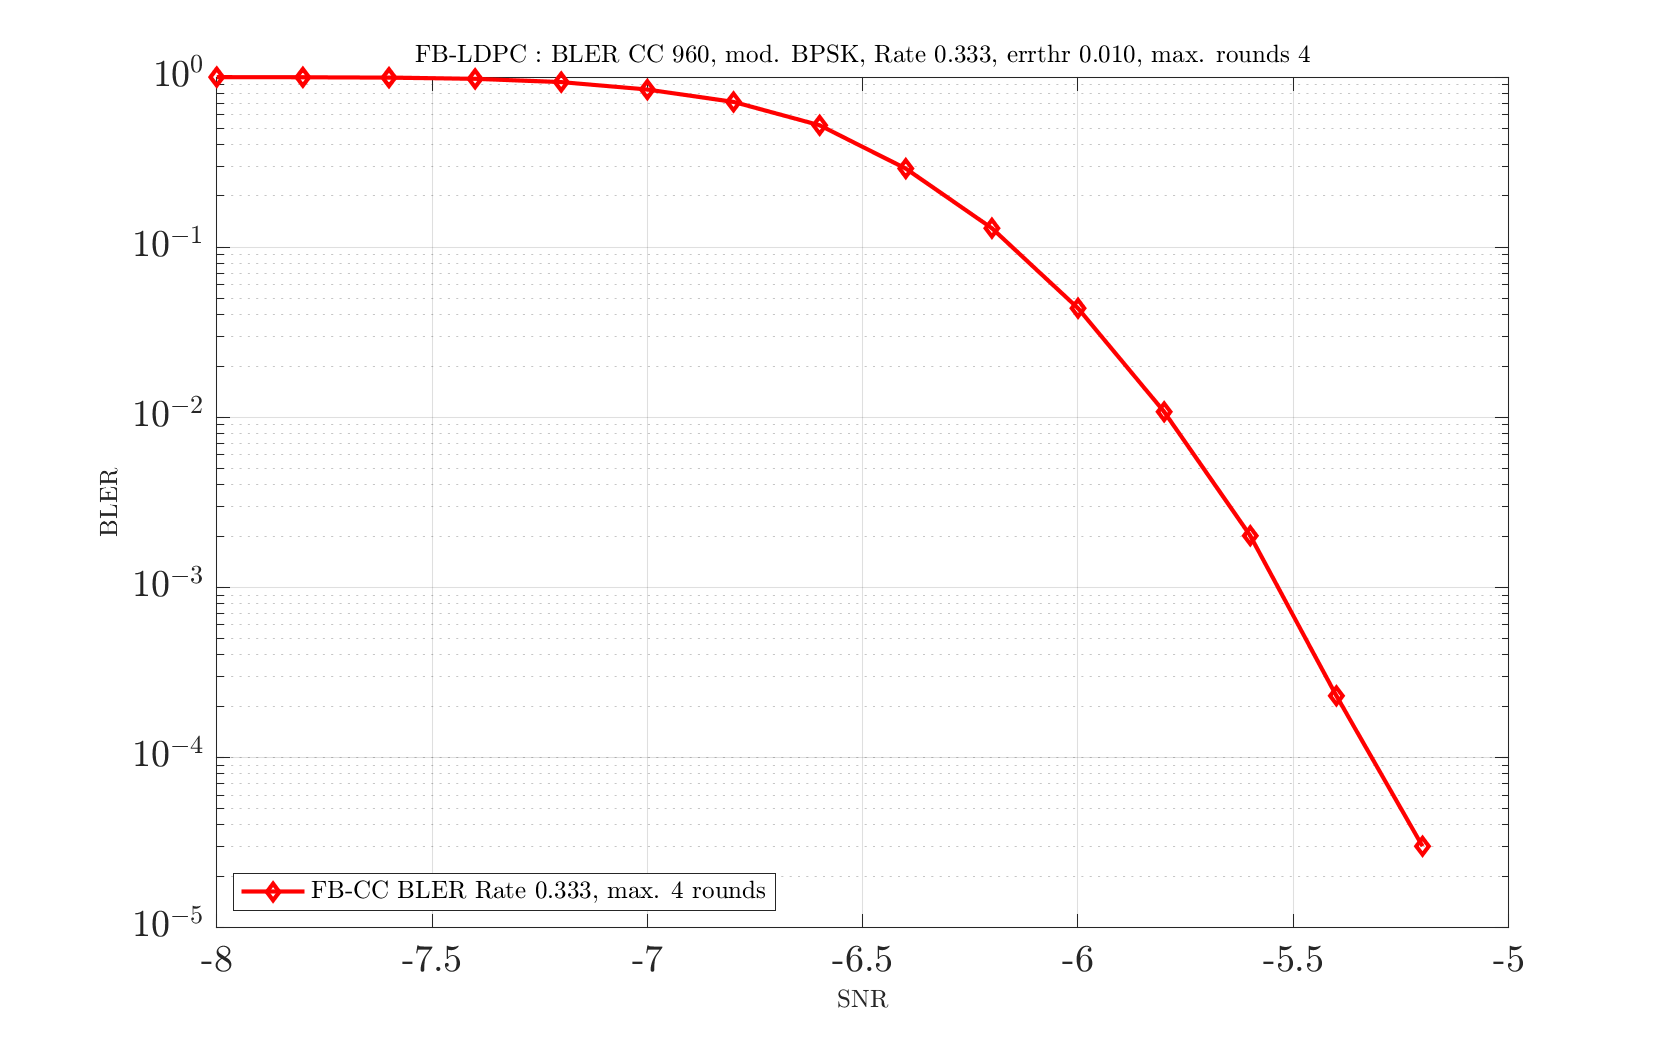 FB-LDPC : BLER CC 960, mod. BPSK, Rate 0.333, errthr 0.010, max. rounds 4
10^0
10^-1
10^-2
10^-3
10^-4
10^-5
BLER
FB-CC BLER Rate 0.333, max. 4 rounds
-8 -7.5 -7 -6.5 -6 -5.5 -5
SNR